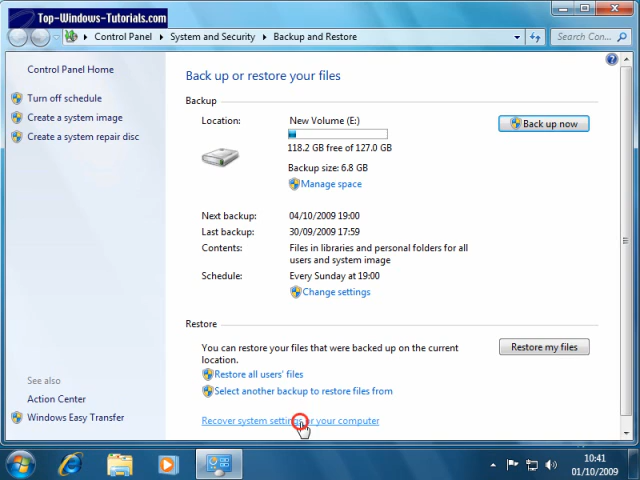 Top-Windows-Tutorials.com
Control Panel
System and Security
Backup and Restore
Search Con...
Control Panel Home
Turn off schedule
Create a system image
Create a system repair disc
Back up or restore your files
Backup
Location:
New Volume (E:)
Back up now
118.2 GB free of 127.0 GB
Backup size: 6.8 GB
Manage space
Next backup:
04/10/2009 19:00
Last backup:
30/09/2009 17:59
Contents:
Files in libraries and personal folders for all
users and system image
Schedule:
Every Sunday at 19:00
Change settings
Restore
You can restore your files that were backed up on the current
location.
Restore my files
Restore all users' files
Select another backup to restore files from
Recover system settings or your computer
See also
Action Center
Windows Easy Transfer
10:41
01/10/2009